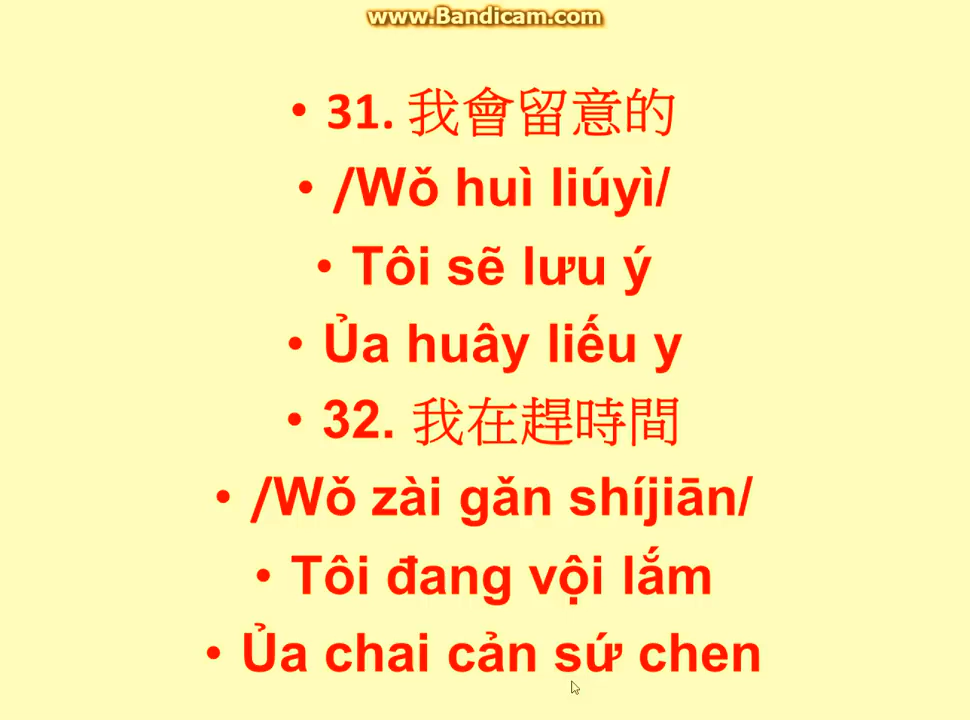 www.Bandicam.com
• 31. 我會留意的
• /Wǒ huì liúyì/
• Tôi sẽ lưu ý
• Ủa huây liếu y
• 32. 我在趕時間
• /Wǒ zài gǎn shíjiān/
• Tôi đang vội lắm
• Ủa chai cản sứ chen